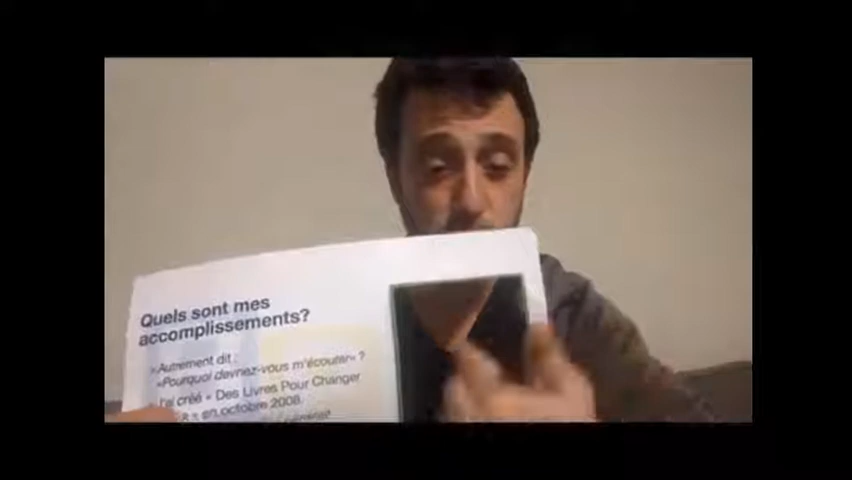 Quels sont mes
accomplissements?
Autrement dit :
«Pourquoi devriez-vous m'écouter» ?
J'ai créé « Des Livres Pour Changer
» en octobre 2008.